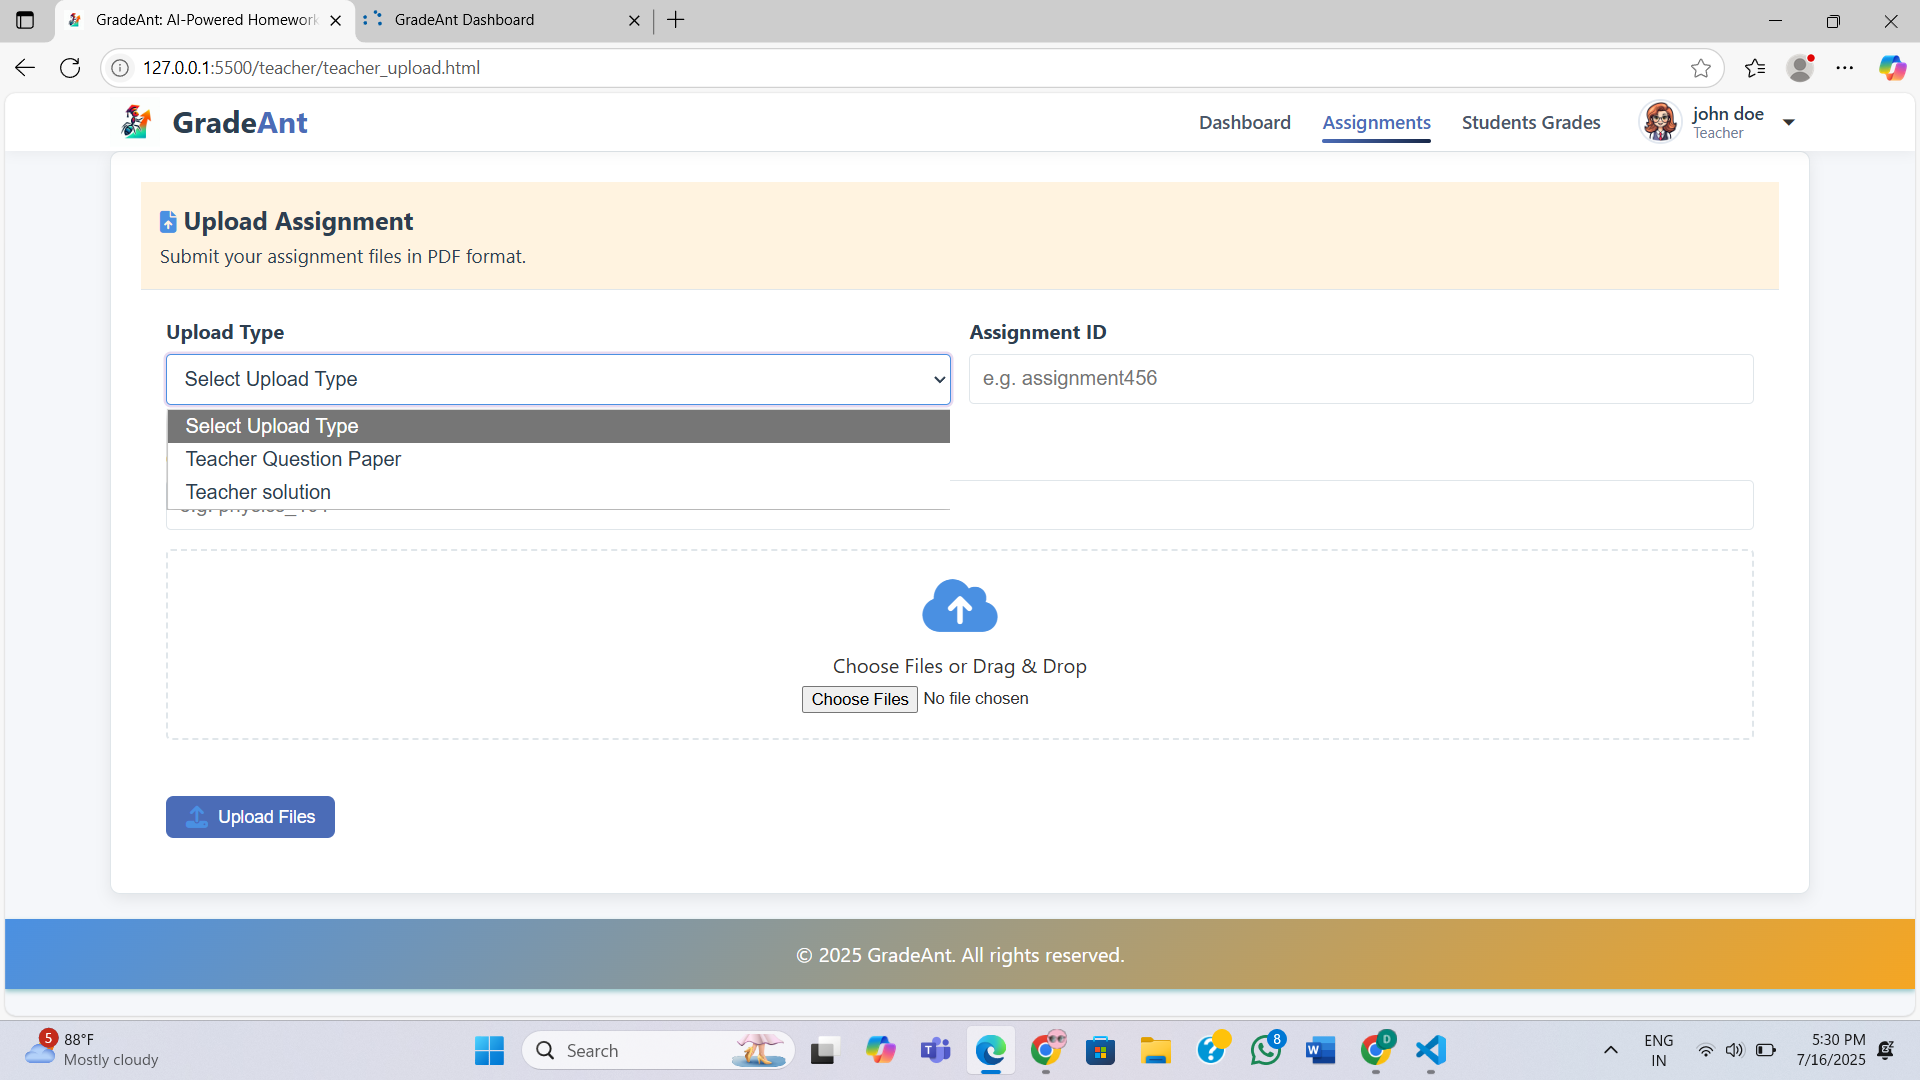 GradeAnt: AI-Powered Homework
GradeAnt Dashboard
127.0.0.1:5500/teacher/teacher_upload.html
GradeAnt
Dashboard
Assignments
Students Grades
john doe
Teacher
Upload Assignment
Submit your assignment files in PDF format.
Upload Type
Assignment ID
Select Upload Type
e.g. assignment456
Select Upload Type
Teacher Question Paper
Teacher solution
Choose Files or Drag & Drop
Choose Files No file chosen
Upload Files
© 2025 GradeAnt. All rights reserved.
5
88°F
Mostly cloudy
Search
8
D
ENG
IN
5:30 PM
7/16/2025